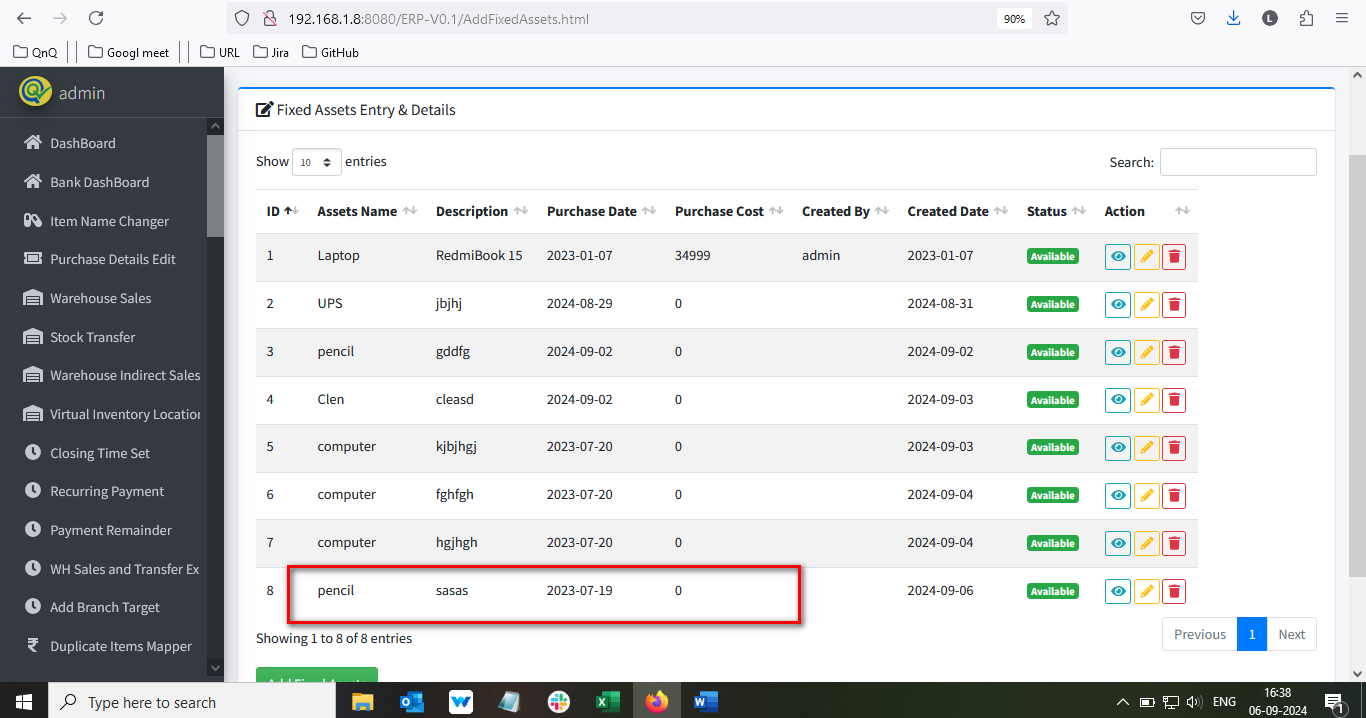 192.168.1.8:8080/ERP-V0.1/AddFixedAssets.html 90% L
QnQ Googl meet URL Jira GitHub
admin
DashBoard
Bank DashBoard
Item Name Changer
Purchase Details Edit
Warehouse Sales
Stock Transfer
Warehouse Indirect Sales
Virtual Inventory Location
Closing Time Set
Recurring Payment
Payment Remainder
WH Sales and Transfer Ex
Add Branch Target
Duplicate Items Mapper
Fixed Assets Entry & Details
Show 10 entries Search:
ID Assets Name Description Purchase Date Purchase Cost Created By Created Date Status Action
1 Laptop RedmiBook 15 2023-01-07 34999 admin 2023-01-07 Available
2 UPS jbjhj 2024-08-29 0 2024-08-31 Available
3 pencil gddfg 2024-09-02 0 2024-09-02 Available
4 Clen cleasd 2024-09-02 0 2024-09-03 Available
5 computer kjbjhgj 2023-07-20 0 2024-09-03 Available
6 computer fghfgh 2023-07-20 0 2024-09-04 Available
7 computer hgjhgh 2023-07-20 0 2024-09-04 Available
8 pencil sasas 2023-07-19 0 2024-09-06 Available
Showing 1 to 8 of 8 entries Previous 1 Next
Add Fixed Assets
Type here to search ENG 16:38
06-09-2024 1